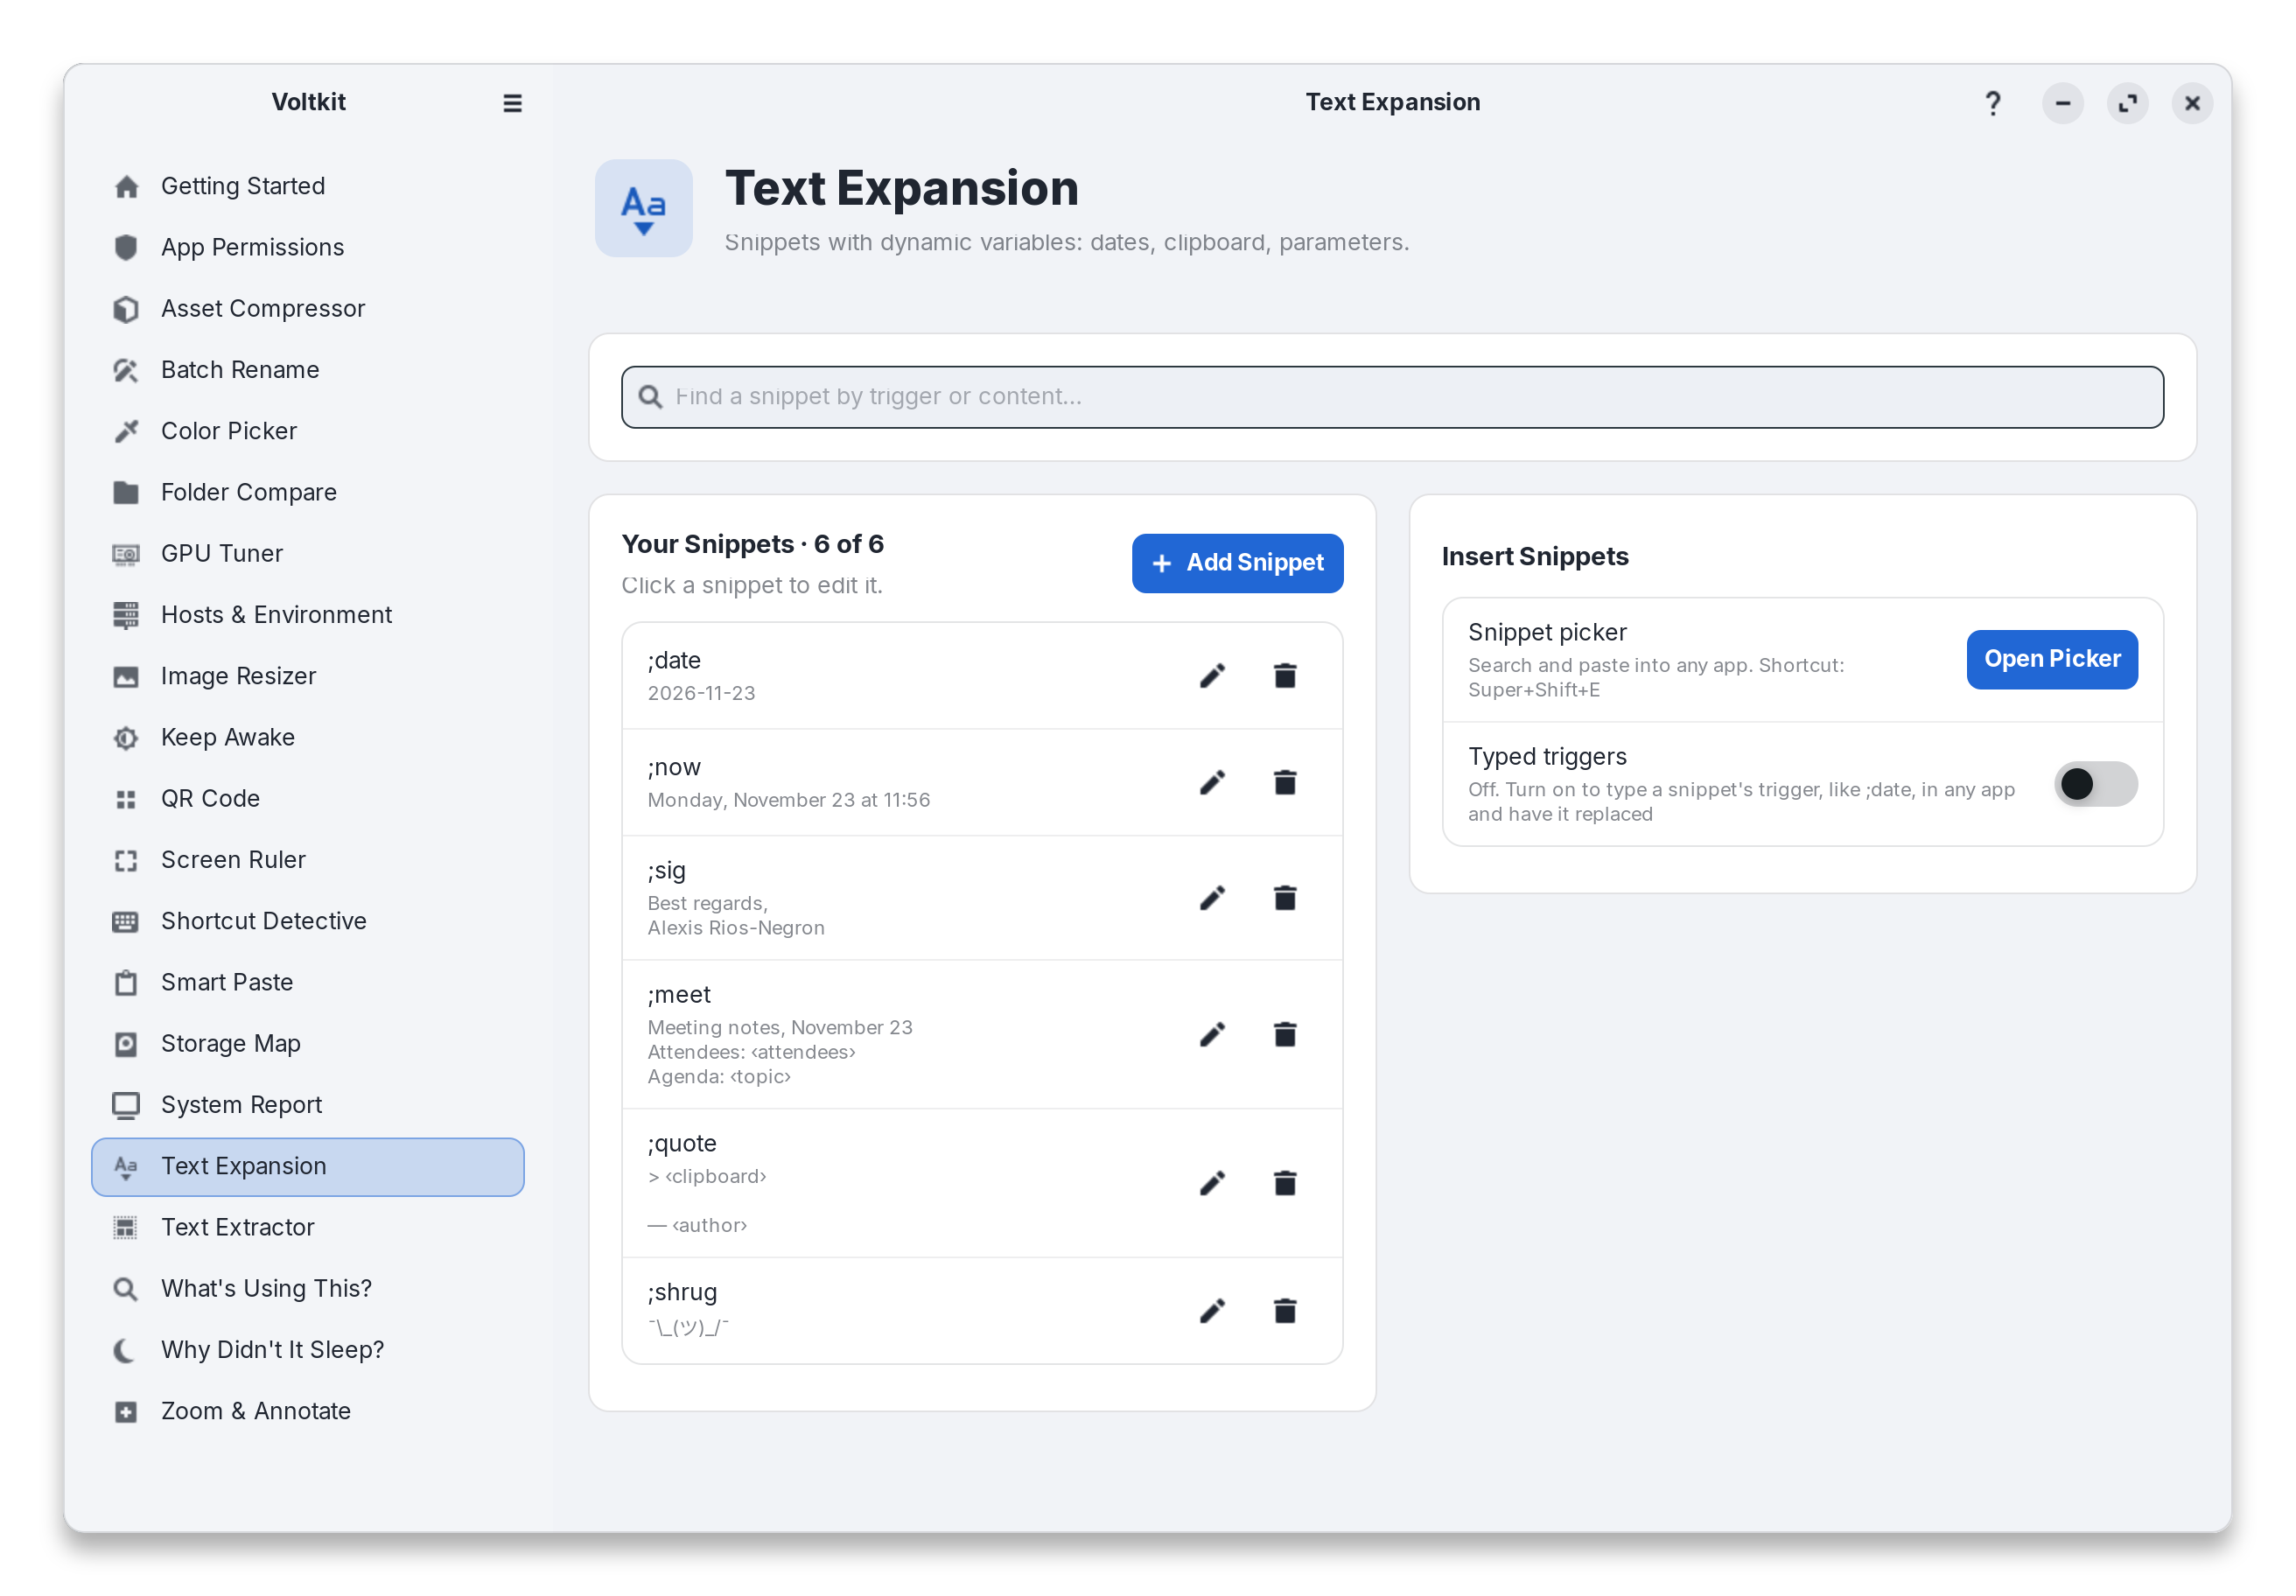 Voltkit
Getting Started
App Permissions
Asset Compressor
Batch Rename
Color Picker
Folder Compare
GPU Tuner
Hosts & Environment
Image Resizer
Keep Awake
QR Code
Screen Ruler
Shortcut Detective
Smart Paste
Storage Map
System Report
Text Expansion
Text Extractor
What's Using This?
Why Didn't It Sleep?
Zoom & Annotate
Text Expansion
?
Text Expansion
Snippets with dynamic variables: dates, clipboard, parameters.
Find a snippet by trigger or content...
Your Snippets · 6 of 6
Click a snippet to edit it.
+ Add Snippet
;date
2026-11-23
;now
Monday, November 23 at 11:56
;sig
Best regards,
Alexis Rios-Negron
;meet
Meeting notes, November 23
Attendees: ‹attendees›
Agenda: ‹topic›
;quote
> ‹clipboard›
— ‹author›
;shrug
¯\_(ツ)_/¯
Insert Snippets
Snippet picker
Search and paste into any app. Shortcut:
Super+Shift+E
Open Picker
Typed triggers
Off. Turn on to type a snippet's trigger, like ;date, in any app
and have it replaced